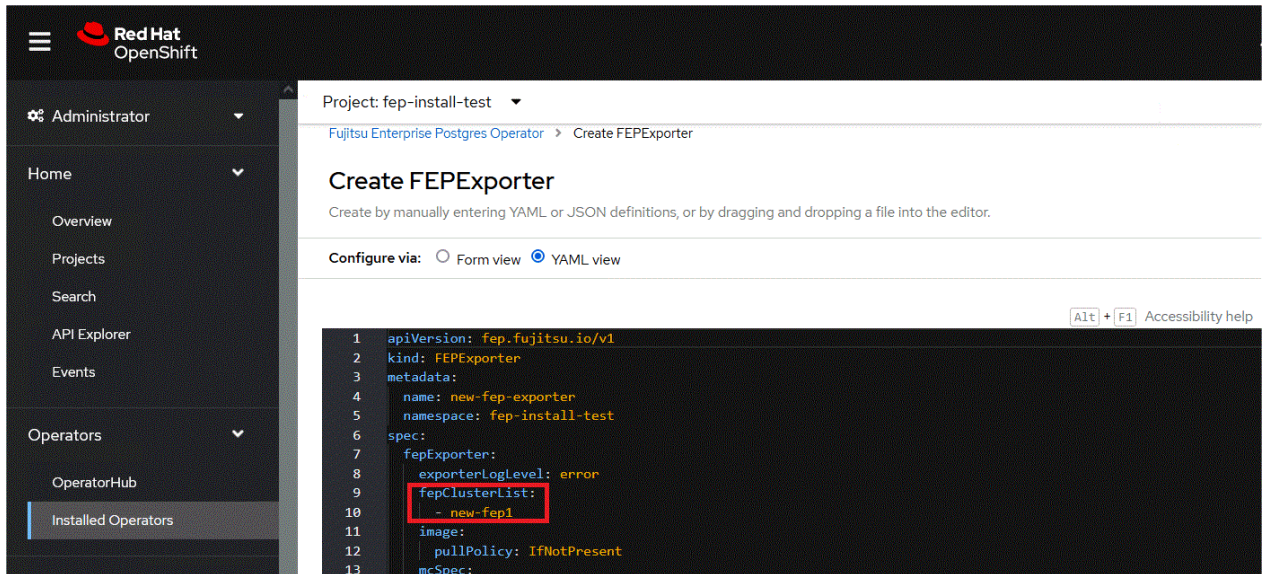 Red Hat
OpenShift
Administrator
Home
Overview
Projects
Search
API Explorer
Events
Operators
OperatorHub
Installed Operators
Project: fep-install-test
Fujitsu Enterprise Postgres Operator > Create FEPExporter
Create FEPExporter
Create by manually entering YAML or JSON definitions, or by dragging and dropping a file into the editor.
Configure via: Form view YAML view
Alt + F1 Accessibility help
1 apiVersion: fep.fujitsu.io/v1
2 kind: FEPExporter
3 metadata:
4 name: new-fep-exporter
5 namespace: fep-install-test
6 spec:
7 fepExporter:
8 exporterLogLevel: error
9 fepClusterList:
10 - new-fep1
11 image:
12 pullPolicy: IfNotPresent
13 mcSpec: